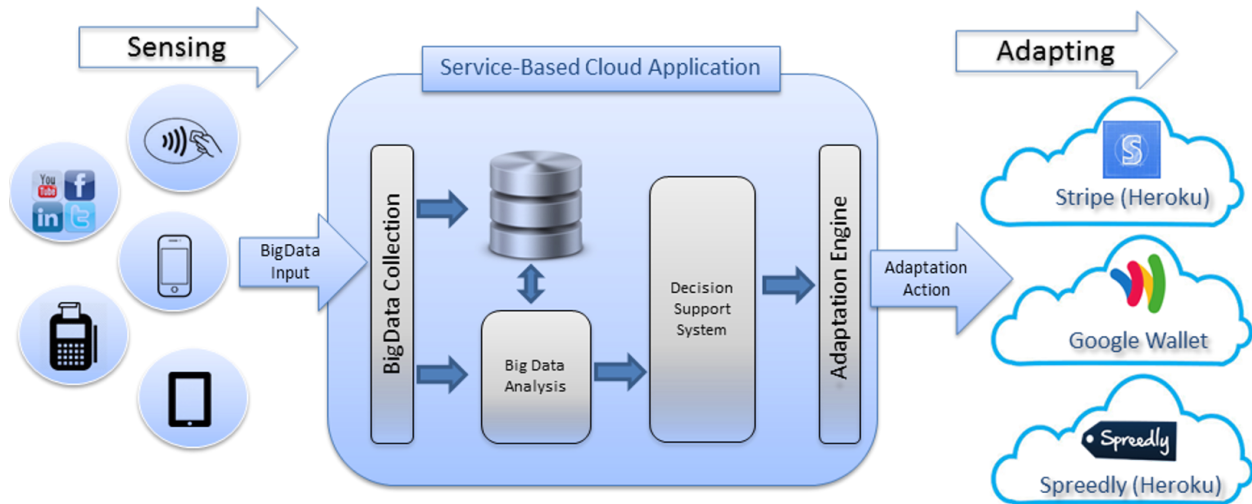 Sensing
Service-Based Cloud Application
Adapting
You
Tube
f
in
t
BigData
Input
BigData Collection
Big Data
Analysis
Decision
Support
System
Adaptation Engine
Adaptation
Action
S
Stripe (Heroku)
Google Wallet
Spreedly
Spreedly (Heroku)